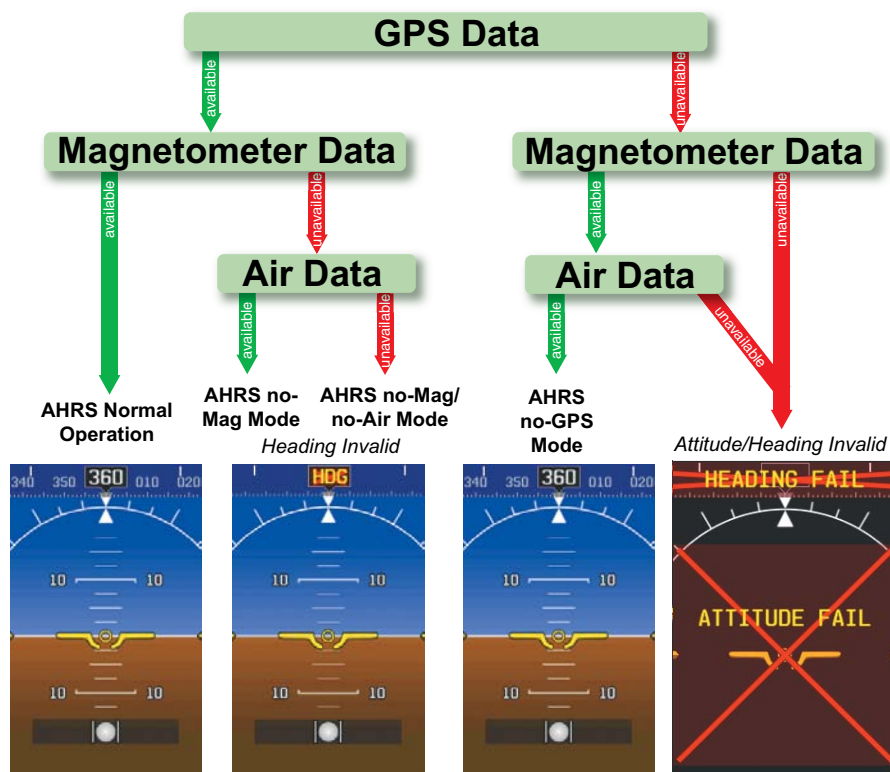 GPS Data
available
unavailable
Magnetometer Data
Magnetometer Data
available
unavailable
available
unavailable
Air Data
Air Data
available
unavailable
available
unavailable
AHRS Normal
Operation
AHRS no-
Mag Mode
AHRS no-Mag/
no-Air Mode
Heading Invalid
AHRS
no-GPS
Mode
Attitude/Heading Invalid
340 350 360 010 020
HDG
340 350 360 010 020
HEADING FAIL
10 10
10 10
10 10
ATTITUDE FAIL
10 10
10 10
10 10